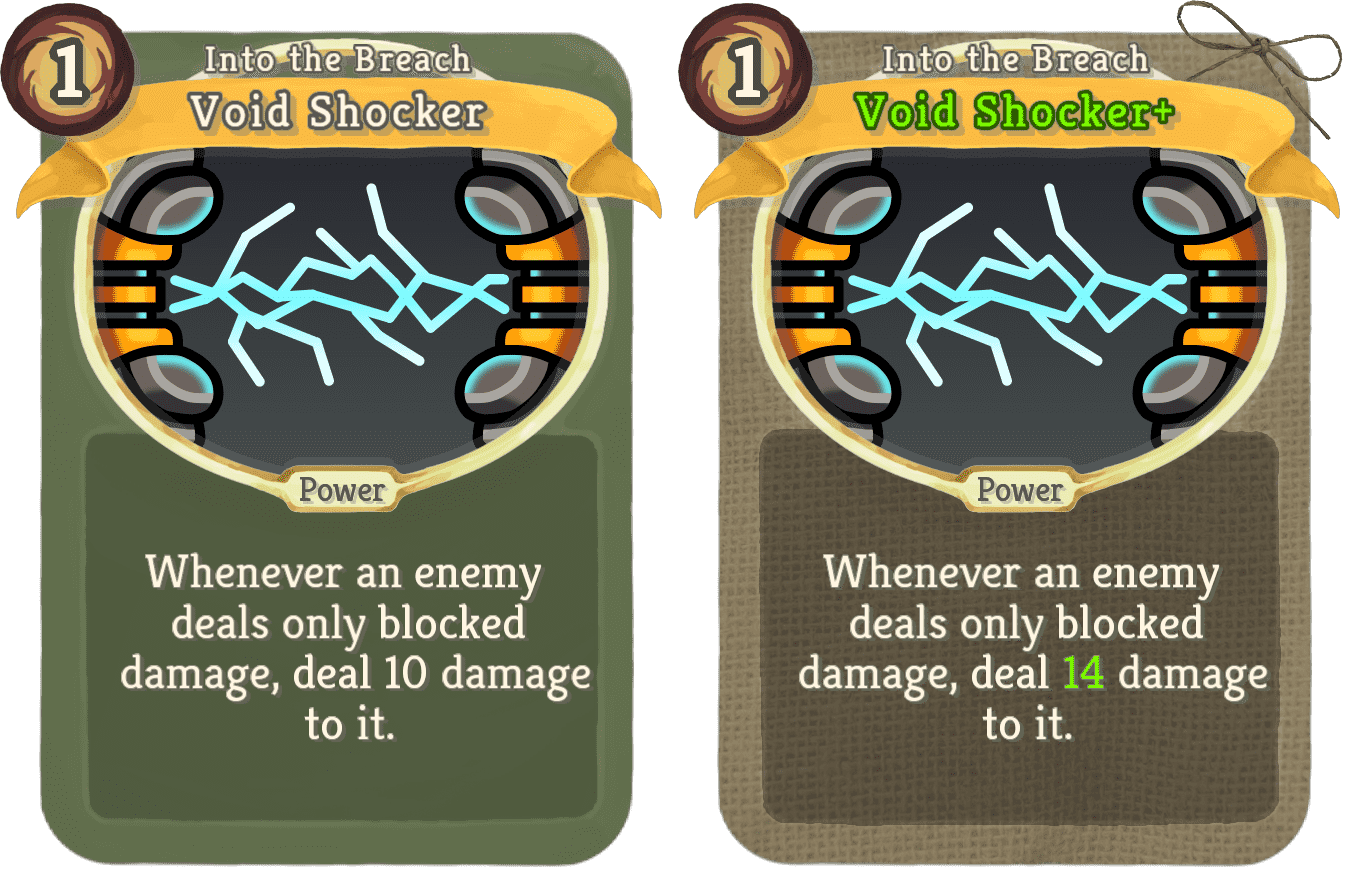 1
Into the Breach
Void Shocker
Power
Whenever an enemy
deals only blocked
damage, deal 10 damage
to it.
1
Into the Breach
Void Shocker+
Power
Whenever an enemy
deals only blocked
damage, deal 14 damage
to it.